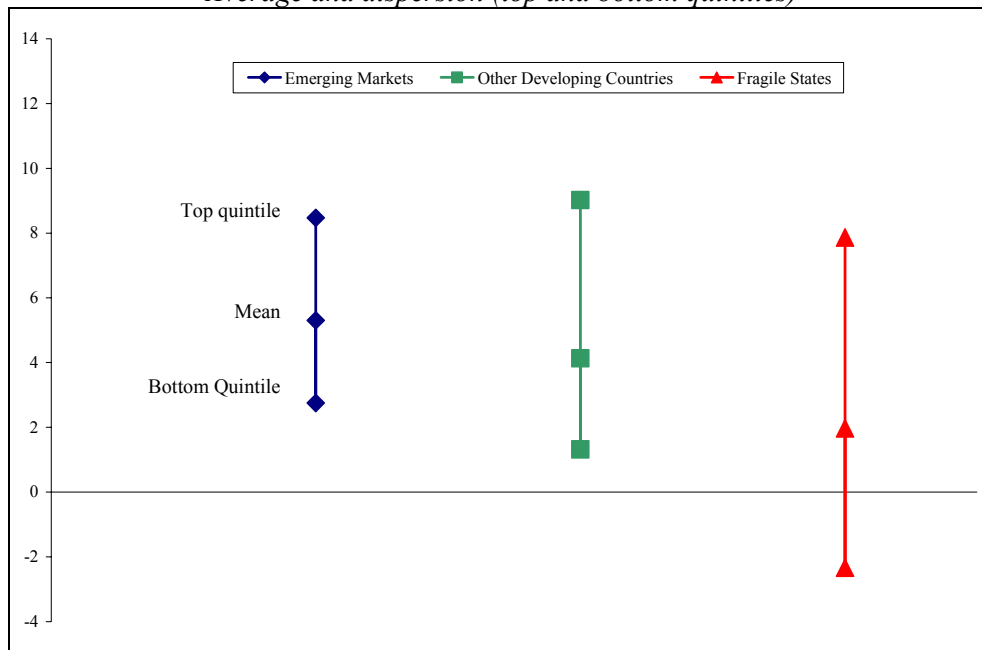 Average and dispersion (top and bottom quintiles)
14
Emerging Markets Other Developing Countries Fragile States
12
10
Top quintile
8
6
Mean
4
Bottom Quintile
2
0
-2
-4